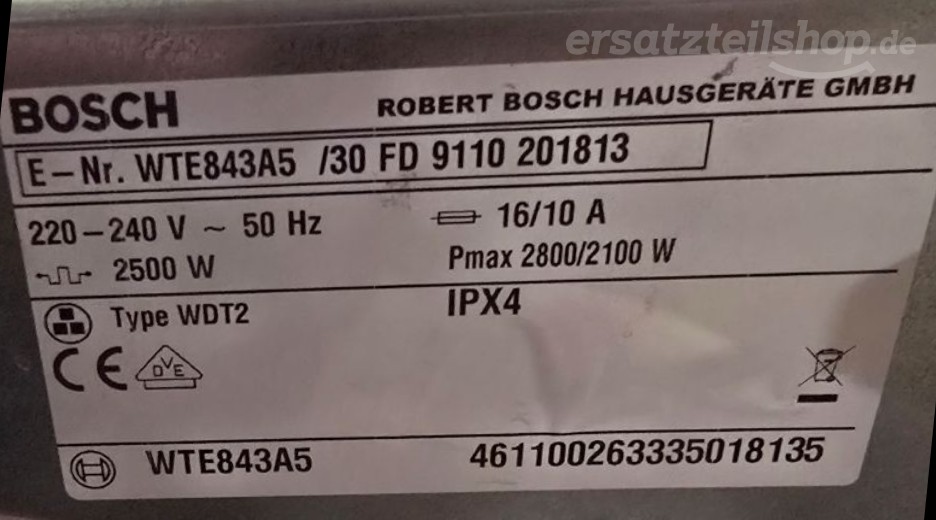 ersatzteilshop.de
BOSCH ROBERT BOSCH HAUSGERÄTE GMBH
E-Nr. WTE843A5 /30 FD 9110 201813
220-240 V ~ 50 Hz 16/10 A
2500 W Pmax 2800/2100 W
Type WDT2 IPX4
CE DVE
WTE843A5 461100263335018135